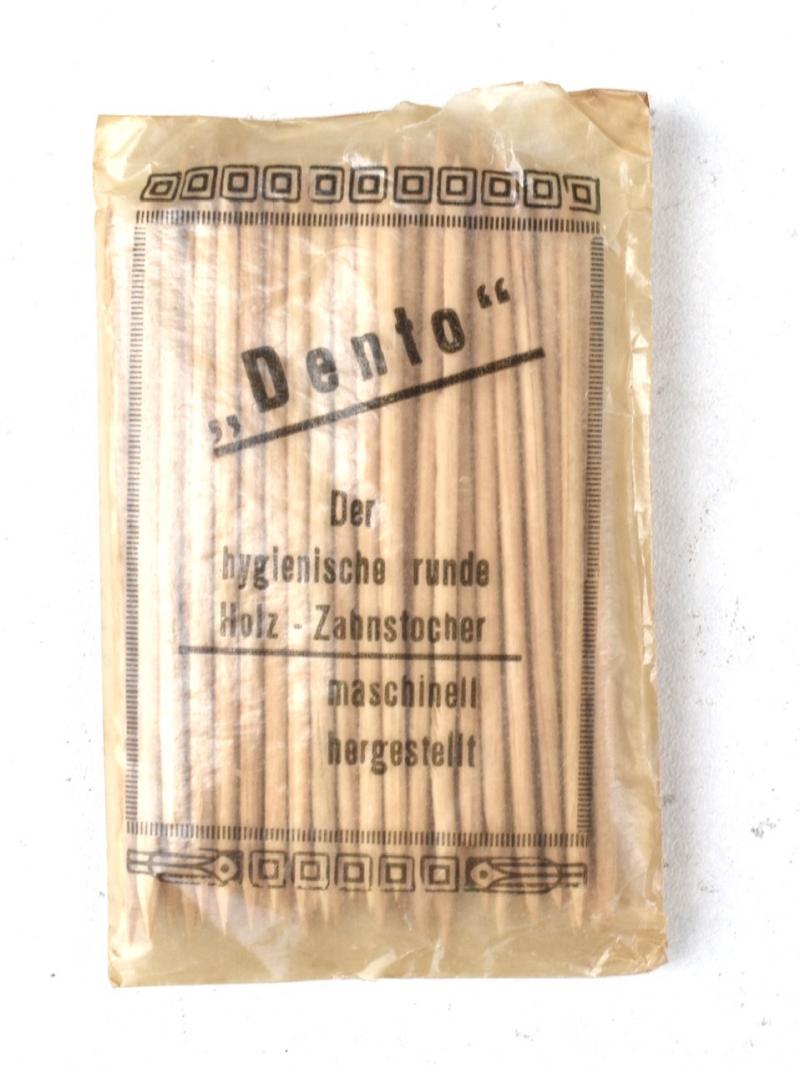 „Dento“
Der
hygienische runde
Holz - Zahnstocher
maschinell
hergestellt